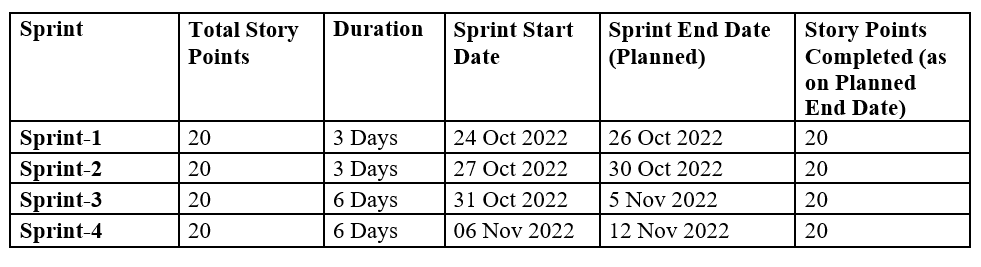 Sprint Total Story Points Duration Sprint Start Date Sprint End Date (Planned) Story Points Completed (as on Planned End Date)
Sprint-1 20 3 Days 24 Oct 2022 26 Oct 2022 20
Sprint-2 20 3 Days 27 Oct 2022 30 Oct 2022 20
Sprint-3 20 6 Days 31 Oct 2022 5 Nov 2022 20
Sprint-4 20 6 Days 06 Nov 2022 12 Nov 2022 20